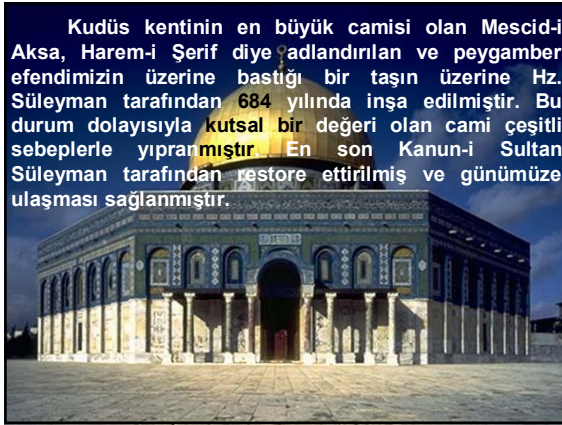 Kudüs kentinin en büyük camisi olan Mescid-i
Aksa, Harem-i Şerif diye adlandırılan ve peygamber
efendimizin üzerine bastığı bir taşın üzerine Hz.
Süleyman tarafından 684 yılında inşa edilmiştir. Bu
durum dolayısıyla kutsal bir değeri olan cami çeşitli
sebeplerle yıpranmıştır. En son Kanun-i Sultan
Süleyman tarafından restore ettirilmiş ve günümüze
ulaşması sağlanmıştır.